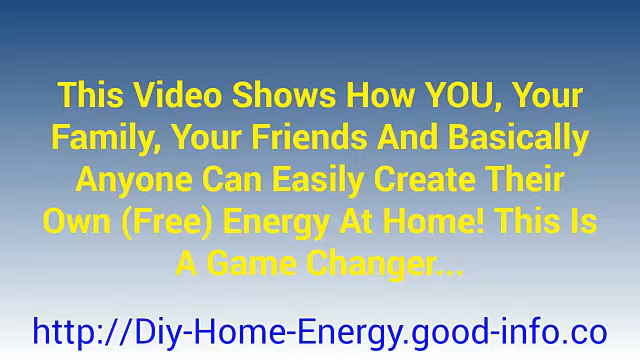 This Video Shows How YOU, Your
Family, Your Friends And Basically
Anyone Can Easily Create Their
Own (Free) Energy At Home! This Is
A Game Changer...
http://Diy-Home-Energy.good-info.co